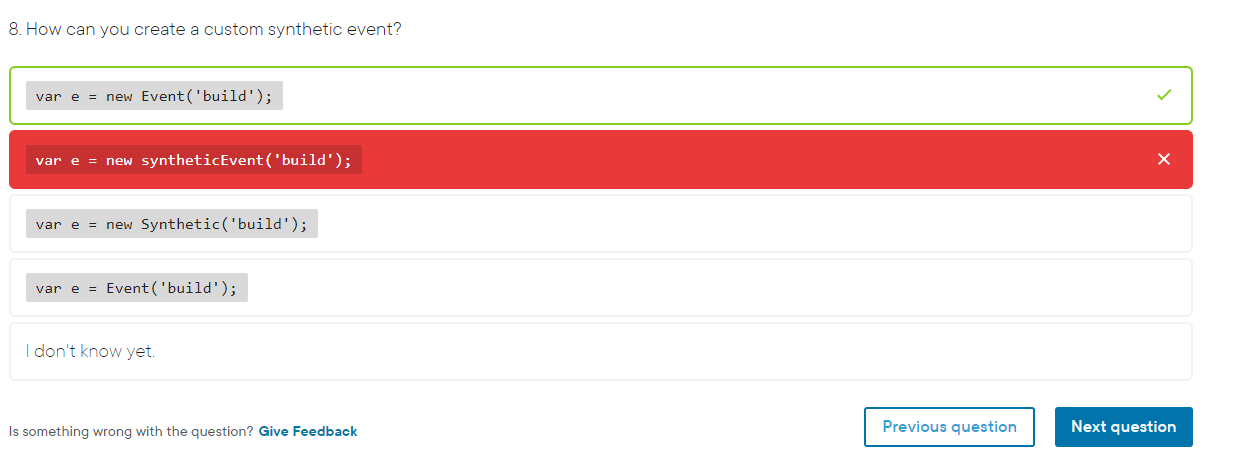 8. How can you create a custom synthetic event?
var e = new Event('build');
var e = new syntheticEvent('build');
var e = new Synthetic('build');
var e = Event('build');
I don't know yet.
Is something wrong with the question? Give Feedback
Previous question
Next question